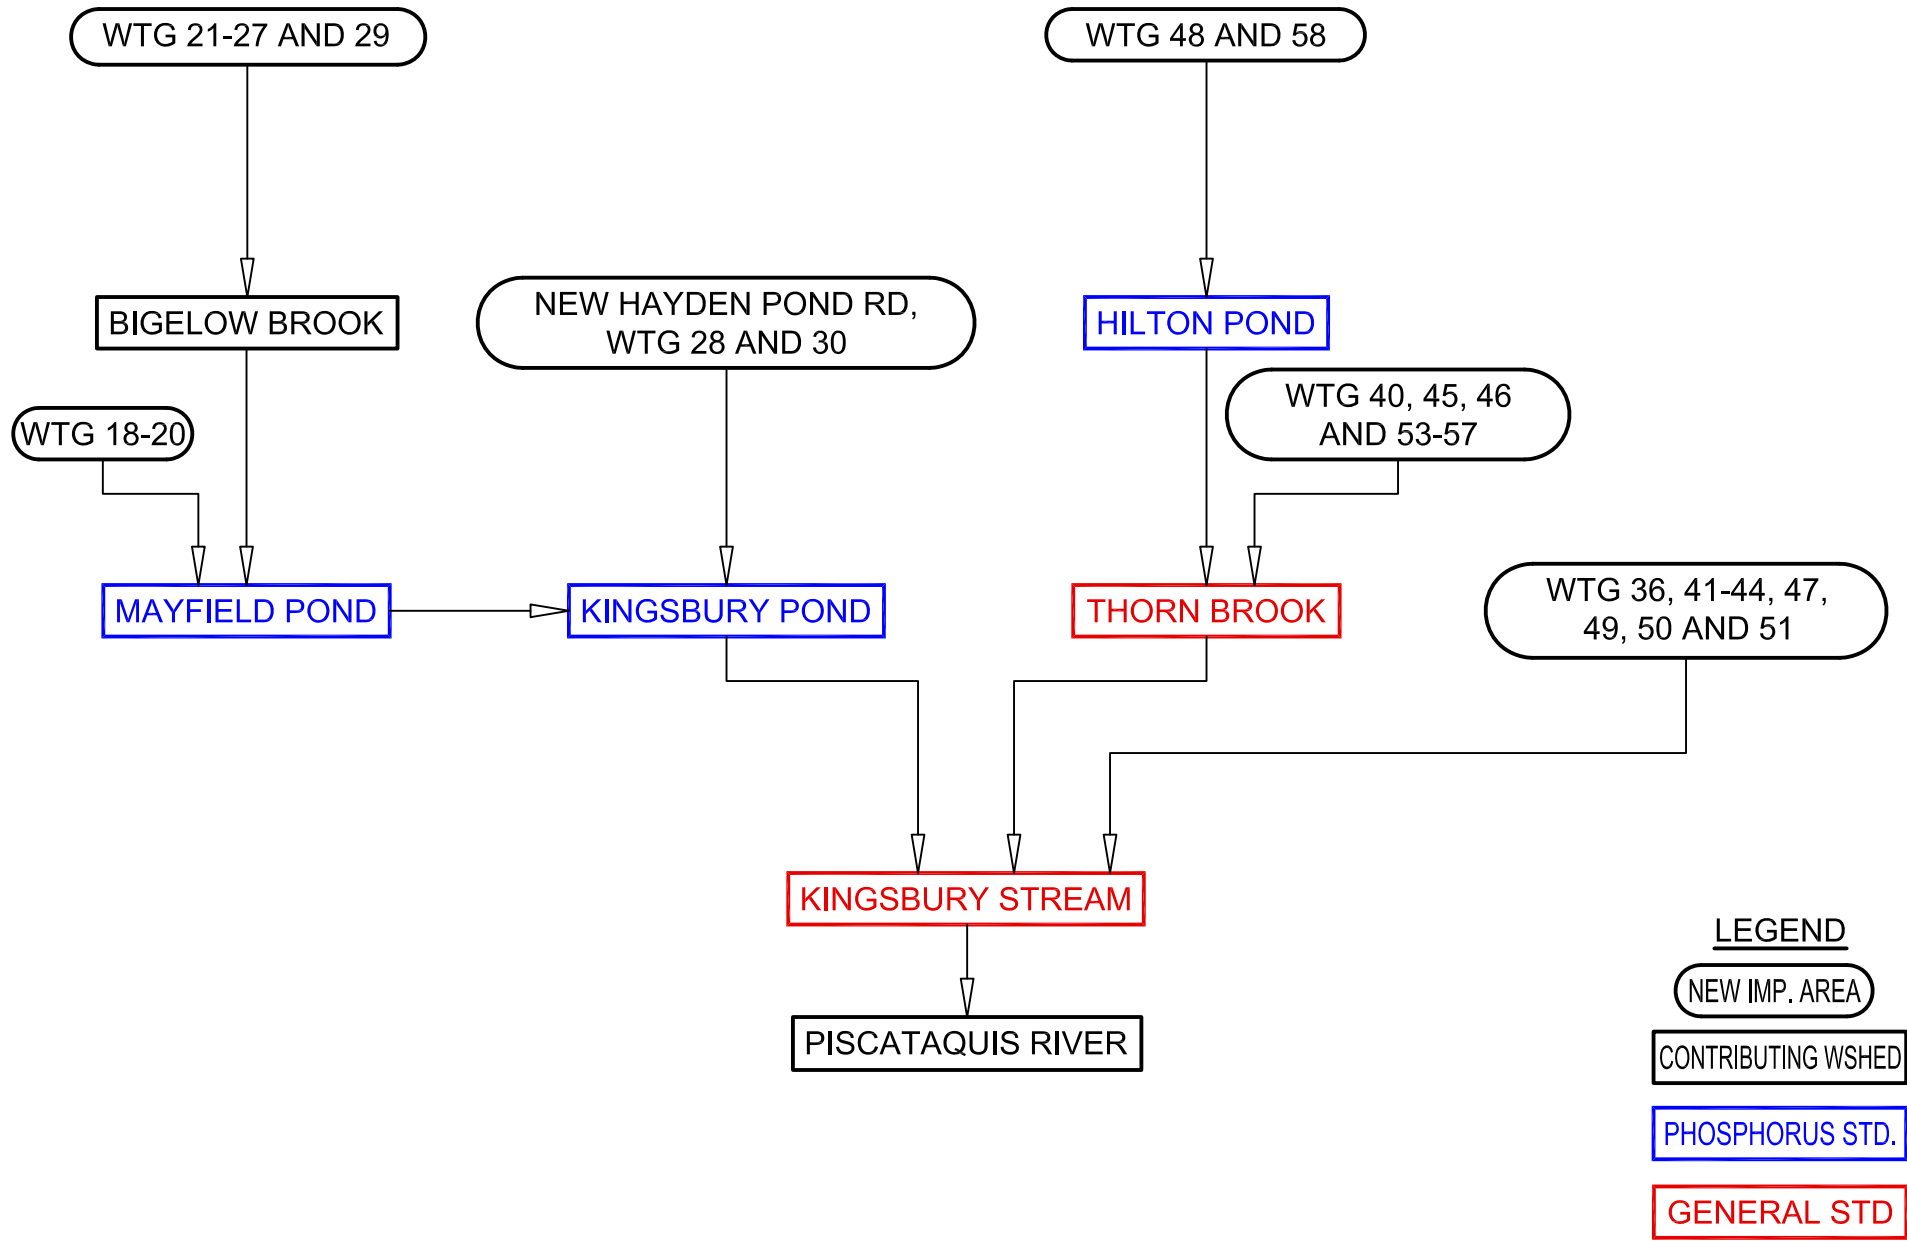 WTG 21-27 AND 29
WTG 48 AND 58
BIGELOW BROOK
NEW HAYDEN POND RD,
WTG 28 AND 30
HILTON POND
WTG 18-20
WTG 40, 45, 46
AND 53-57
MAYFIELD POND
KINGSBURY POND
THORN BROOK
WTG 36, 41-44, 47,
49, 50 AND 51
KINGSBURY STREAM
PISCATAQUIS RIVER
LEGEND
NEW IMP. AREA
CONTRIBUTING WSHED
PHOSPHORUS STD.
GENERAL STD